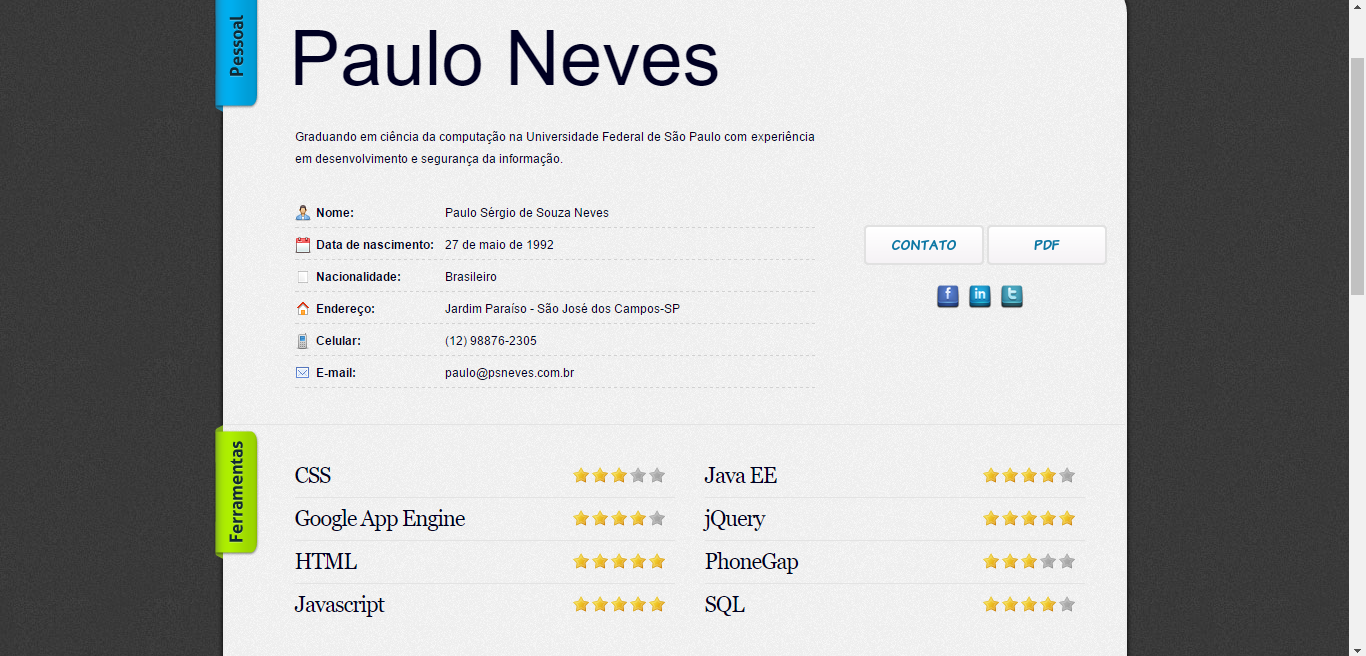 Pessoal
Paulo Neves
Graduando em ciência da computação na Universidade Federal de São Paulo com experiência
em desenvolvimento e segurança da informação.
Nome: Paulo Sérgio de Souza Neves
Data de nascimento: 27 de maio de 1992
Nacionalidade: Brasileiro
Endereço: Jardim Paraíso - São José dos Campos-SP
Celular: (12) 98876-2305
E-mail: paulo@psneves.com.br
CONTATO PDF
f in t
Ferramentas
CSS Java EE
Google App Engine jQuery
HTML PhoneGap
Javascript SQL